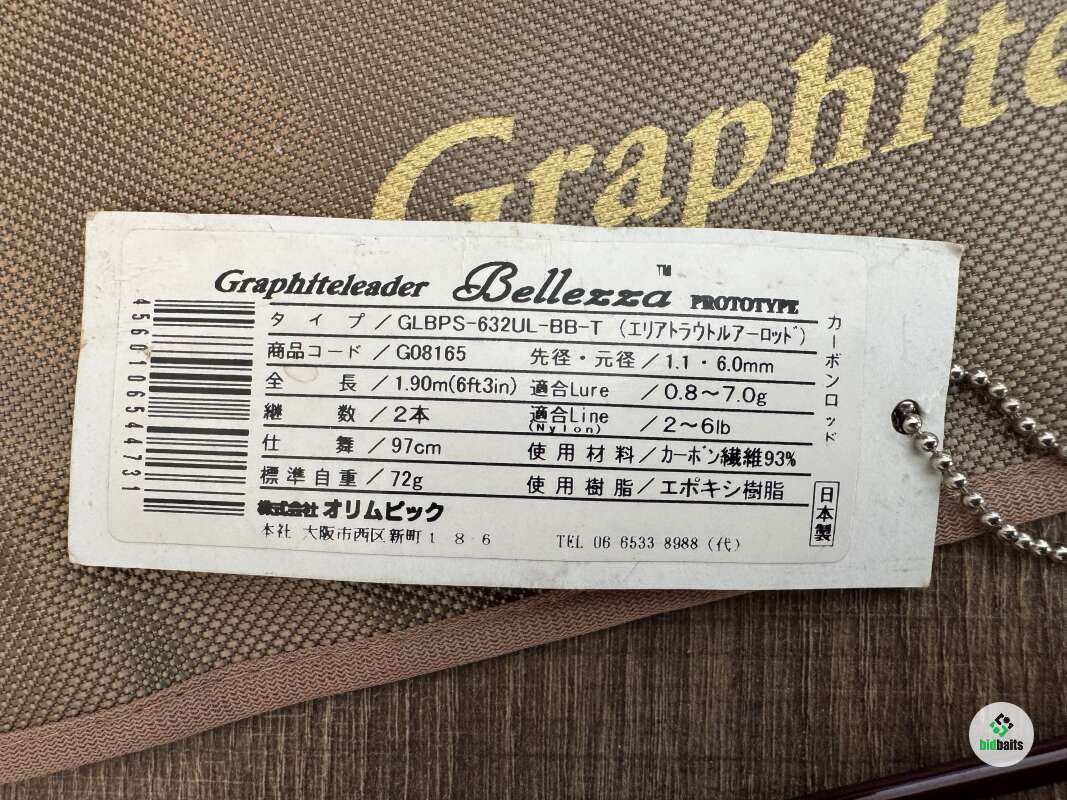 Graphite
Graphiteleader Bellezza™ PROTOTYPE
タイプ/GLBPS-632UL-BB-T (エリアトラウトルアーロッド)
商品コード/G08165 先径・元径/1.1・6.0mm
全長/1.90m(6ft3in) 適合Lure/0.8~7.0g
継数/2本 適合Line(Nylon)/2~6lb
仕舞/97cm 使用材料/カーボン繊維93%
標準自重/72g 使用樹脂/エポキシ樹脂
株式会社オリムピック
本社 大阪市西区新町1 8 6 TEL 06 6533 8988 (代)
カーボンロッド
日本製
4560106544731
bidbaits